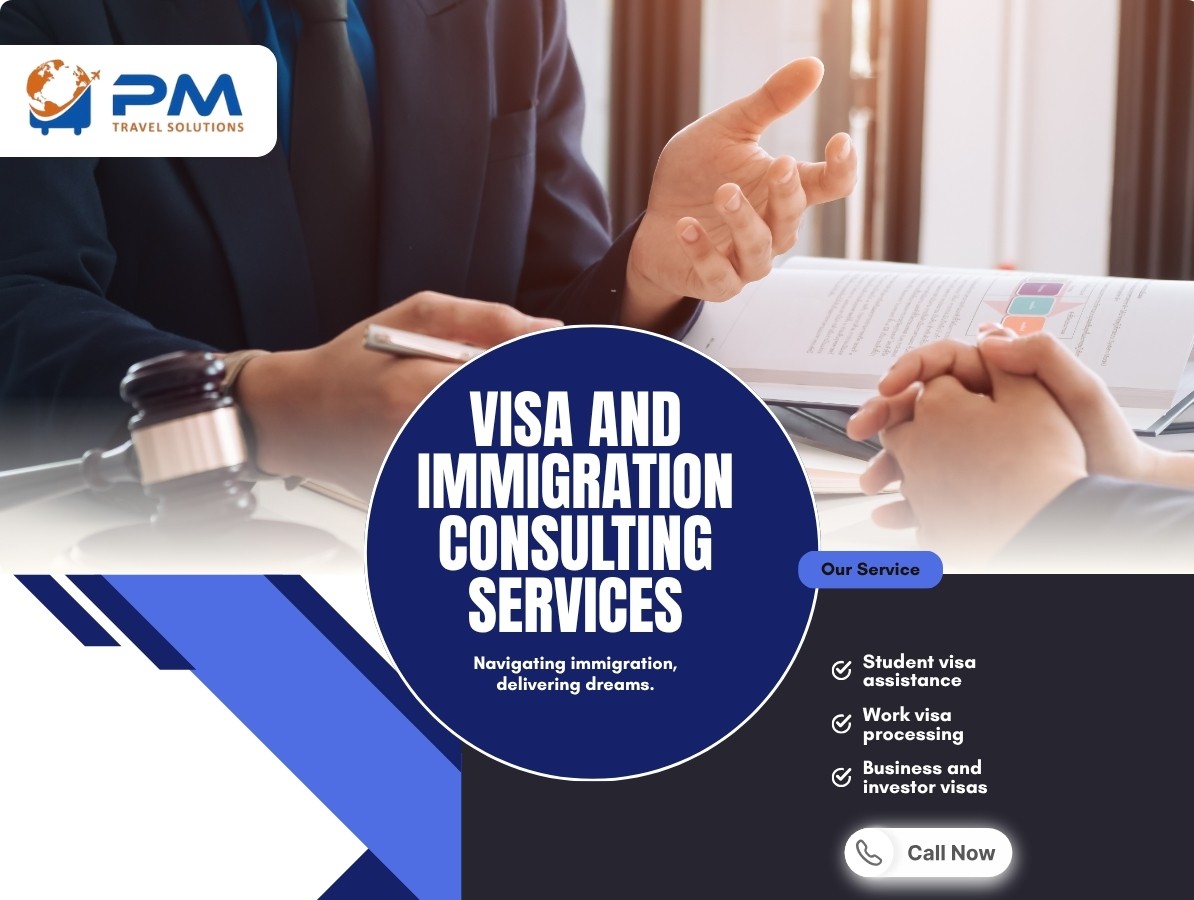 PM
TRAVEL SOLUTIONS
VISA AND
IMMIGRATION
CONSULTING
SERVICES
Navigating immigration,
delivering dreams.
Our Service
Student visa
assistance
Work visa
processing
Business and
investor visas
Call Now